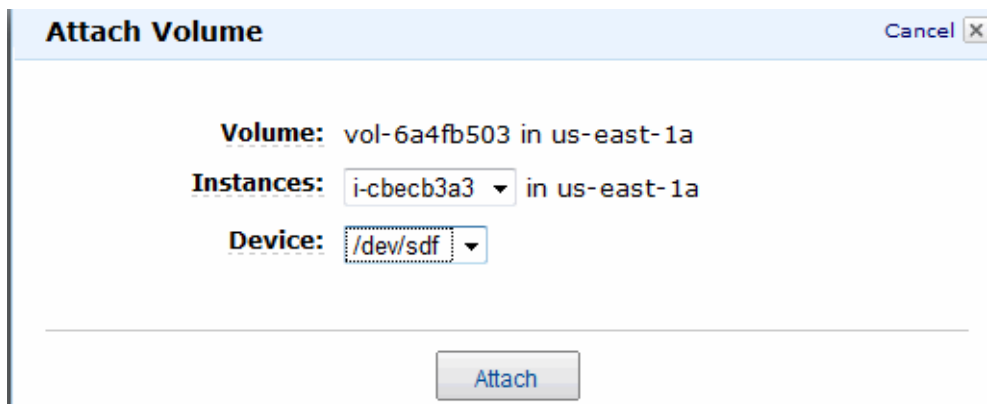 Attach Volume Cancel
Volume: vol-6a4fb503 in us-east-1a
Instances: i-cbecb3a3 in us-east-1a
Device: /dev/sdf
Attach